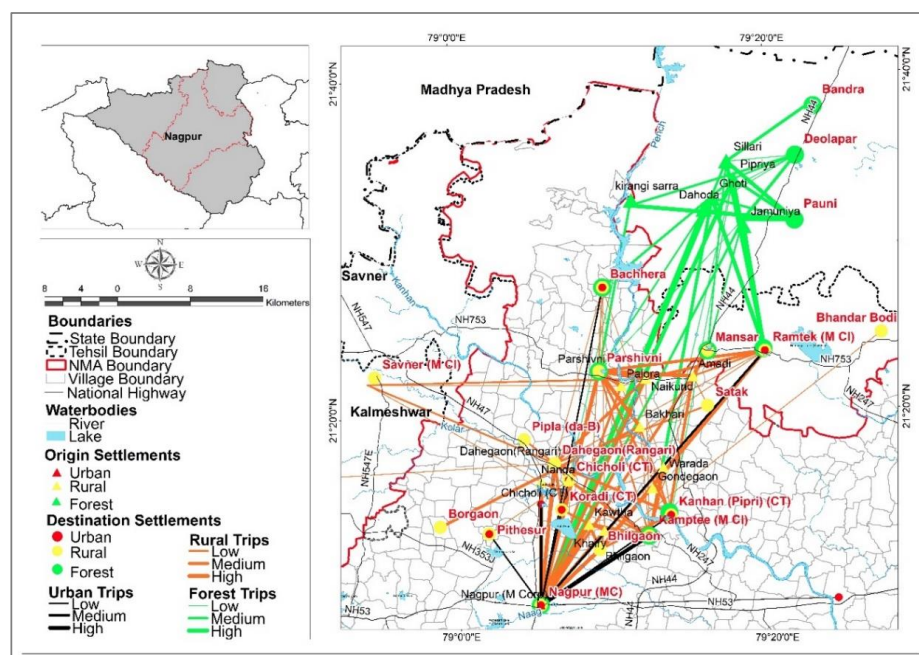 79°0'0"E
79°20'0"E
21°40'0"N
21°40'0"N
Nagpur
Madhya Pradesh
Bandra
NH44
Pench
Sillari
Deolapar
Pipriya
Ghoti
kirangi sarra
Dahoda
Pauni
Jamuniya
N
W
E
S
8 4 0 8 16
Kilometers
Boundaries
State Boundary
Tehsil Boundary
NMA Boundary
Village Boundary
National Highway
Waterbodies
River
Lake
Origin Settlements
Urban
Rural
Forest
Destination Settlements
Urban
Rural
Forest
Urban Trips
Low
Medium
High
Rural Trips
Low
Medium
High
Forest Trips
Low
Medium
High
Savner
Kanhan
Bachhera
NH44
Bhandar Bodi
NH547
NH753
Mansar
Ramtek (M Cl)
Parshivni
Parshivni
Amadi
NH753
Savner (M Cl)
Palora
Naikund
Satak
NH247
Kalmeshwar
NH47
21°20'0"N
21°20'0"N
Bakhari
Kolar
Pipla (da-B)
Dahegaon(Rangari)
Dahegaon(Rangari)
NH547E
Nanda
Chicholi (CT)
Warada
Gondegaon
Chicholi (C
Koradi (CT)
Kanhan (Pipri) (CT)
Borgaon
Kawtha
Kamptee (M Cl)
Pithesur
Khairy
Bhilgaon
Bhilgaon
NH247
NH353J
NH44
Nagpur (M Corp
Nagpur (MC)
NH44
NH53
NH53
Naag
79°0'0"E
79°20'0"E